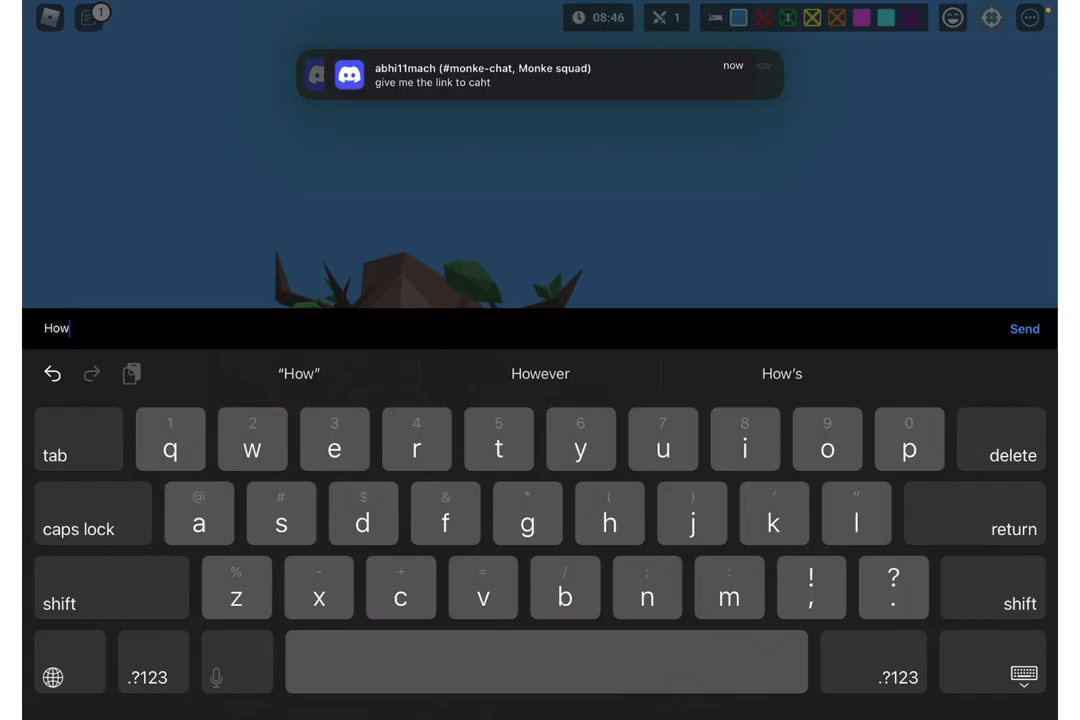 1
08:46
1
1
abhi11mach (#monke-chat, Monke squad)
now
give me the link to caht
How
Send
“How”
However
How's
tab
1 2 3 4 5 6 7 8 9 0
q w e r t y u i o p
delete
caps lock
@ # $ & * ( ) ' "
a s d f g h j k l
return
shift
% - + = / ; : ! ?
z x c v b n m , .
shift
.?123
.?123